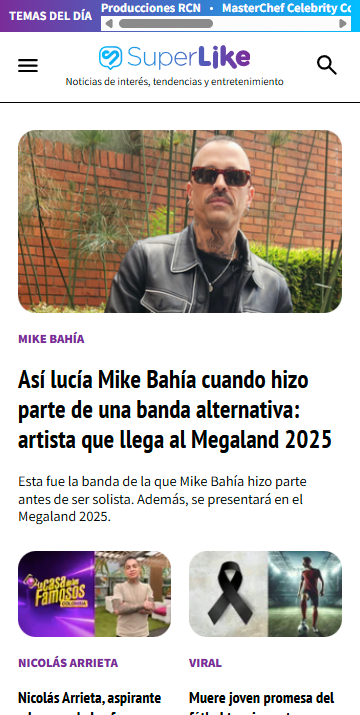 TEMAS DEL DÍA
Producciones RCN • MasterChef Celebrity Co
SuperLike
Noticias de interés, tendencias y entretenimiento
MIKE BAHÍA
Así lucía Mike Bahía cuando hizo
parte de una banda alternativa:
artista que llega al Megaland 2025
Esta fue la banda de la que Mike Bahía hizo parte
antes de ser solista. Además, se presentará en el
Megaland 2025.
La casa de los
Famosos
COLOMBIA
NICOLÁS ARRIETA
VIRAL
Nicolás Arrieta, aspirante
Muere joven promesa del